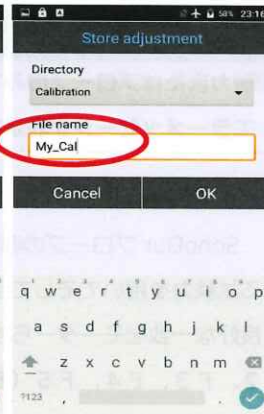 58% 23:16
Store adjustment
Directory
Calibration
File name
My_Cal
Cancel OK
q w e r t y u i o p
a s d f g h j k l
z x c v b n m
?123 , .